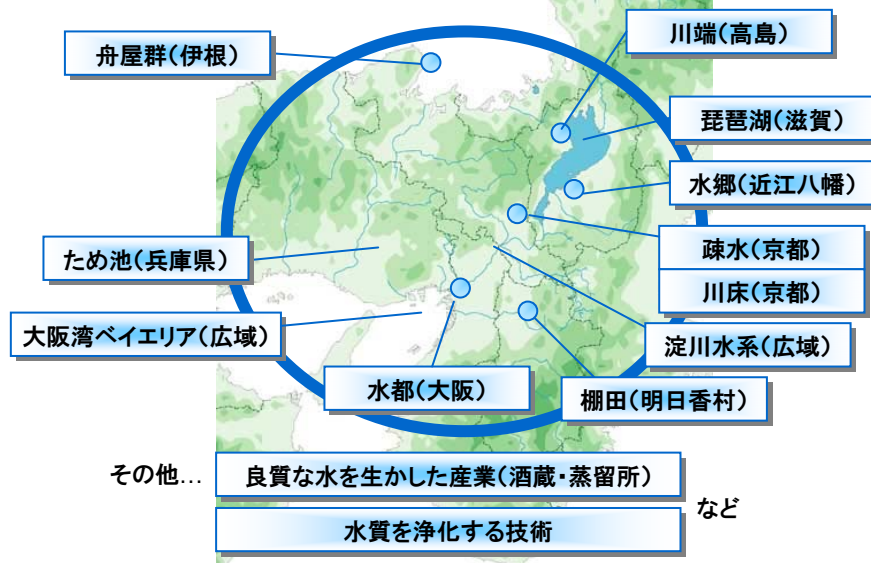 舟屋群(伊根)
川端(高島)
琵琶湖(滋賀)
水郷(近江八幡)
ため池(兵庫県)
疎水(京都)
川床(京都)
大阪湾ベイエリア(広域)
淀川水系(広域)
水都(大阪)
棚田(明日香村)
その他…
良質な水を生かした産業(酒蔵・蒸留所)
水質を浄化する技術
など